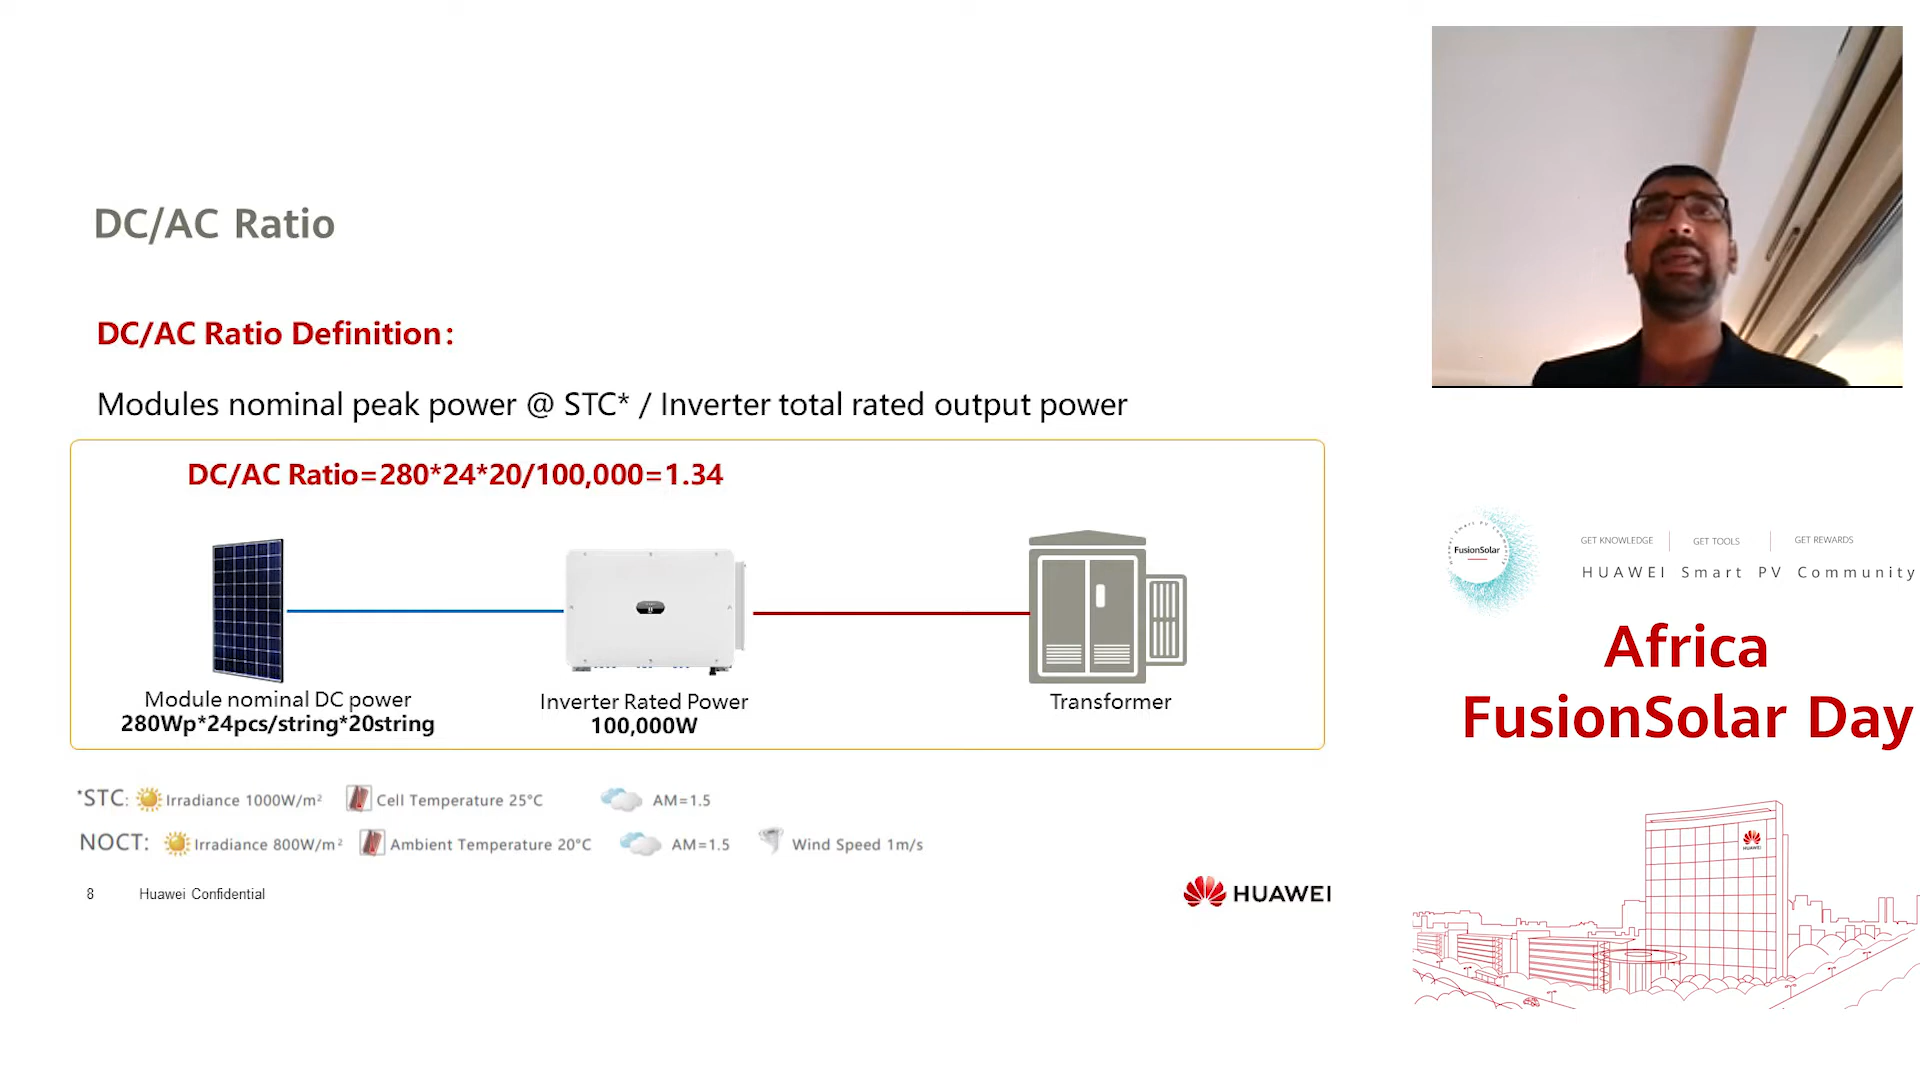 DC/AC Ratio
DC/AC Ratio Definition:
Modules nominal peak power @ STC* / Inverter total rated output power
DC/AC Ratio=280*24*20/100,000=1.34
Module nominal DC power
280Wp*24pcs/string*20string
Inverter Rated Power
100,000W
Transformer
*STC: Irradiance 1000W/m² Cell Temperature 25°C AM=1.5
NOCT: Irradiance 800W/m² Ambient Temperature 20°C AM=1.5 Wind Speed 1m/s
8 Huawei Confidential
HUAWEI
FusionSolar
GET KNOWLEDGE GET TOOLS GET REWARDS
HUAWEI Smart PV Community
Africa
FusionSolar Day
HUAWEI